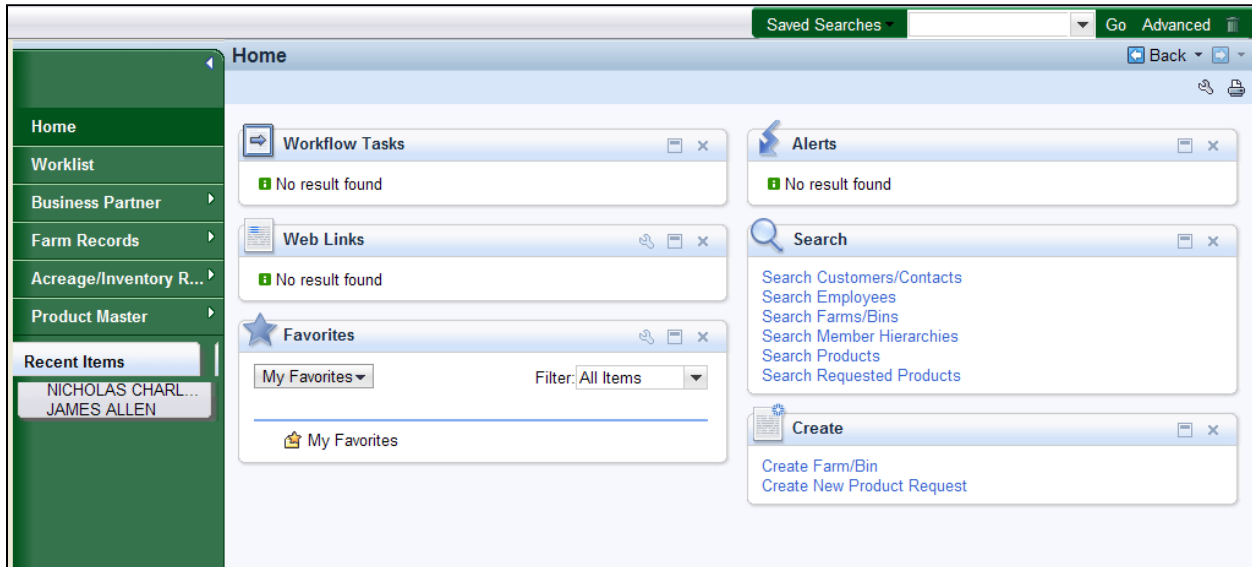 Saved Searches
Go
Advanced
Home
Back
Home
Worklist
Business Partner
Farm Records
Acreage/Inventory R...
Product Master
Recent Items
NICHOLAS CHARL...
JAMES ALLEN
Workflow Tasks
No result found
Web Links
No result found
Favorites
My Favorites
Filter: All Items
My Favorites
Alerts
No result found
Search
Search Customers/Contacts
Search Employees
Search Farms/Bins
Search Member Hierarchies
Search Products
Search Requested Products
Create
Create Farm/Bin
Create New Product Request